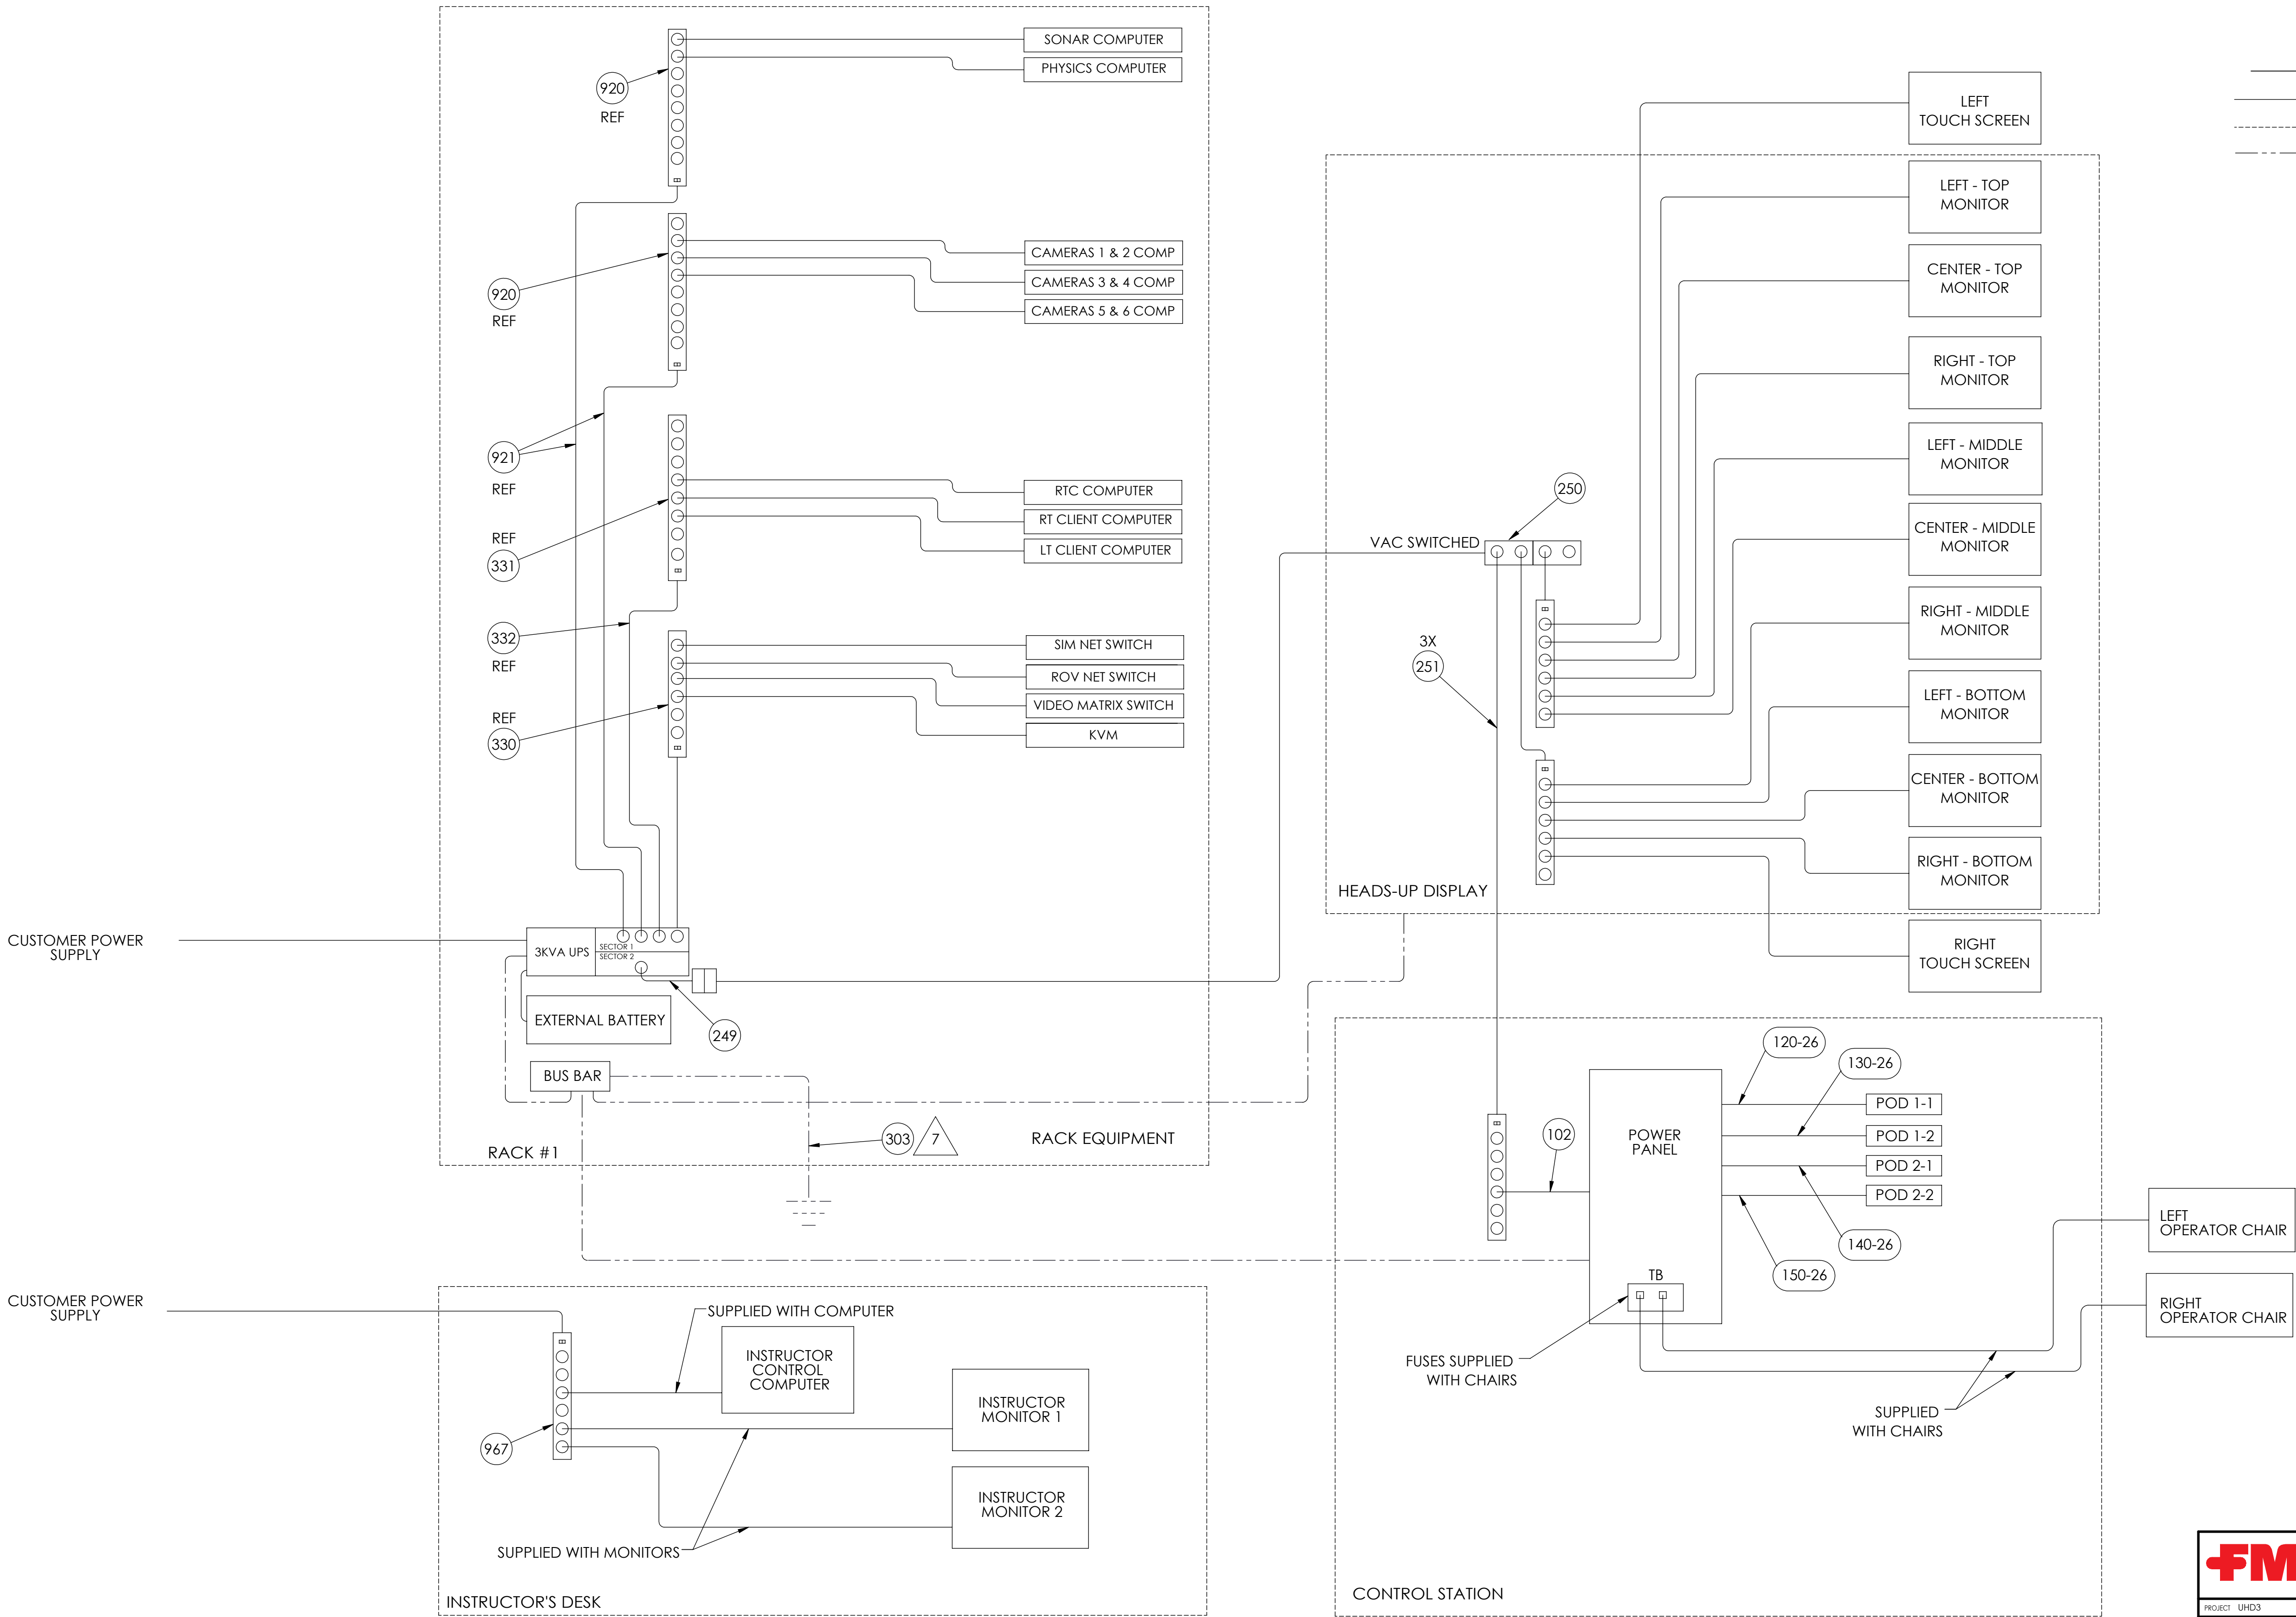 SONAR COMPUTER
PHYSICS COMPUTER
920
REF
CAMERAS 1 & 2 COMP
CAMERAS 3 & 4 COMP
CAMERAS 5 & 6 COMP
920
REF
921
REF
RTC COMPUTER
RT CLIENT COMPUTER
LT CLIENT COMPUTER
REF
331
332
REF
SIM NET SWITCH
ROV NET SWITCH
VIDEO MATRIX SWITCH
KVM
REF
330
CUSTOMER POWER
SUPPLY
3KVA UPS
SECTOR 1
SECTOR 2
EXTERNAL BATTERY
249
BUS BAR
303
7
RACK #1
RACK EQUIPMENT
LEFT
TOUCH SCREEN
LEFT - TOP
MONITOR
CENTER - TOP
MONITOR
RIGHT - TOP
MONITOR
LEFT - MIDDLE
MONITOR
CENTER - MIDDLE
MONITOR
RIGHT - MIDDLE
MONITOR
LEFT - BOTTOM
MONITOR
CENTER - BOTTOM
MONITOR
RIGHT - BOTTOM
MONITOR
RIGHT
TOUCH SCREEN
250
VAC SWITCHED
3X
251
HEADS-UP DISPLAY
120-26
130-26
102
POWER
PANEL
POD 1-1
POD 1-2
POD 2-1
POD 2-2
140-26
150-26
TB
LEFT
OPERATOR CHAIR
RIGHT
OPERATOR CHAIR
FUSES SUPPLIED
WITH CHAIRS
SUPPLIED
WITH CHAIRS
CONTROL STATION
CUSTOMER POWER
SUPPLY
SUPPLIED WITH COMPUTER
INSTRUCTOR
CONTROL
COMPUTER
INSTRUCTOR
MONITOR 1
967
INSTRUCTOR
MONITOR 2
SUPPLIED WITH MONITORS
INSTRUCTOR'S DESK
FM
PROJECT UHD3